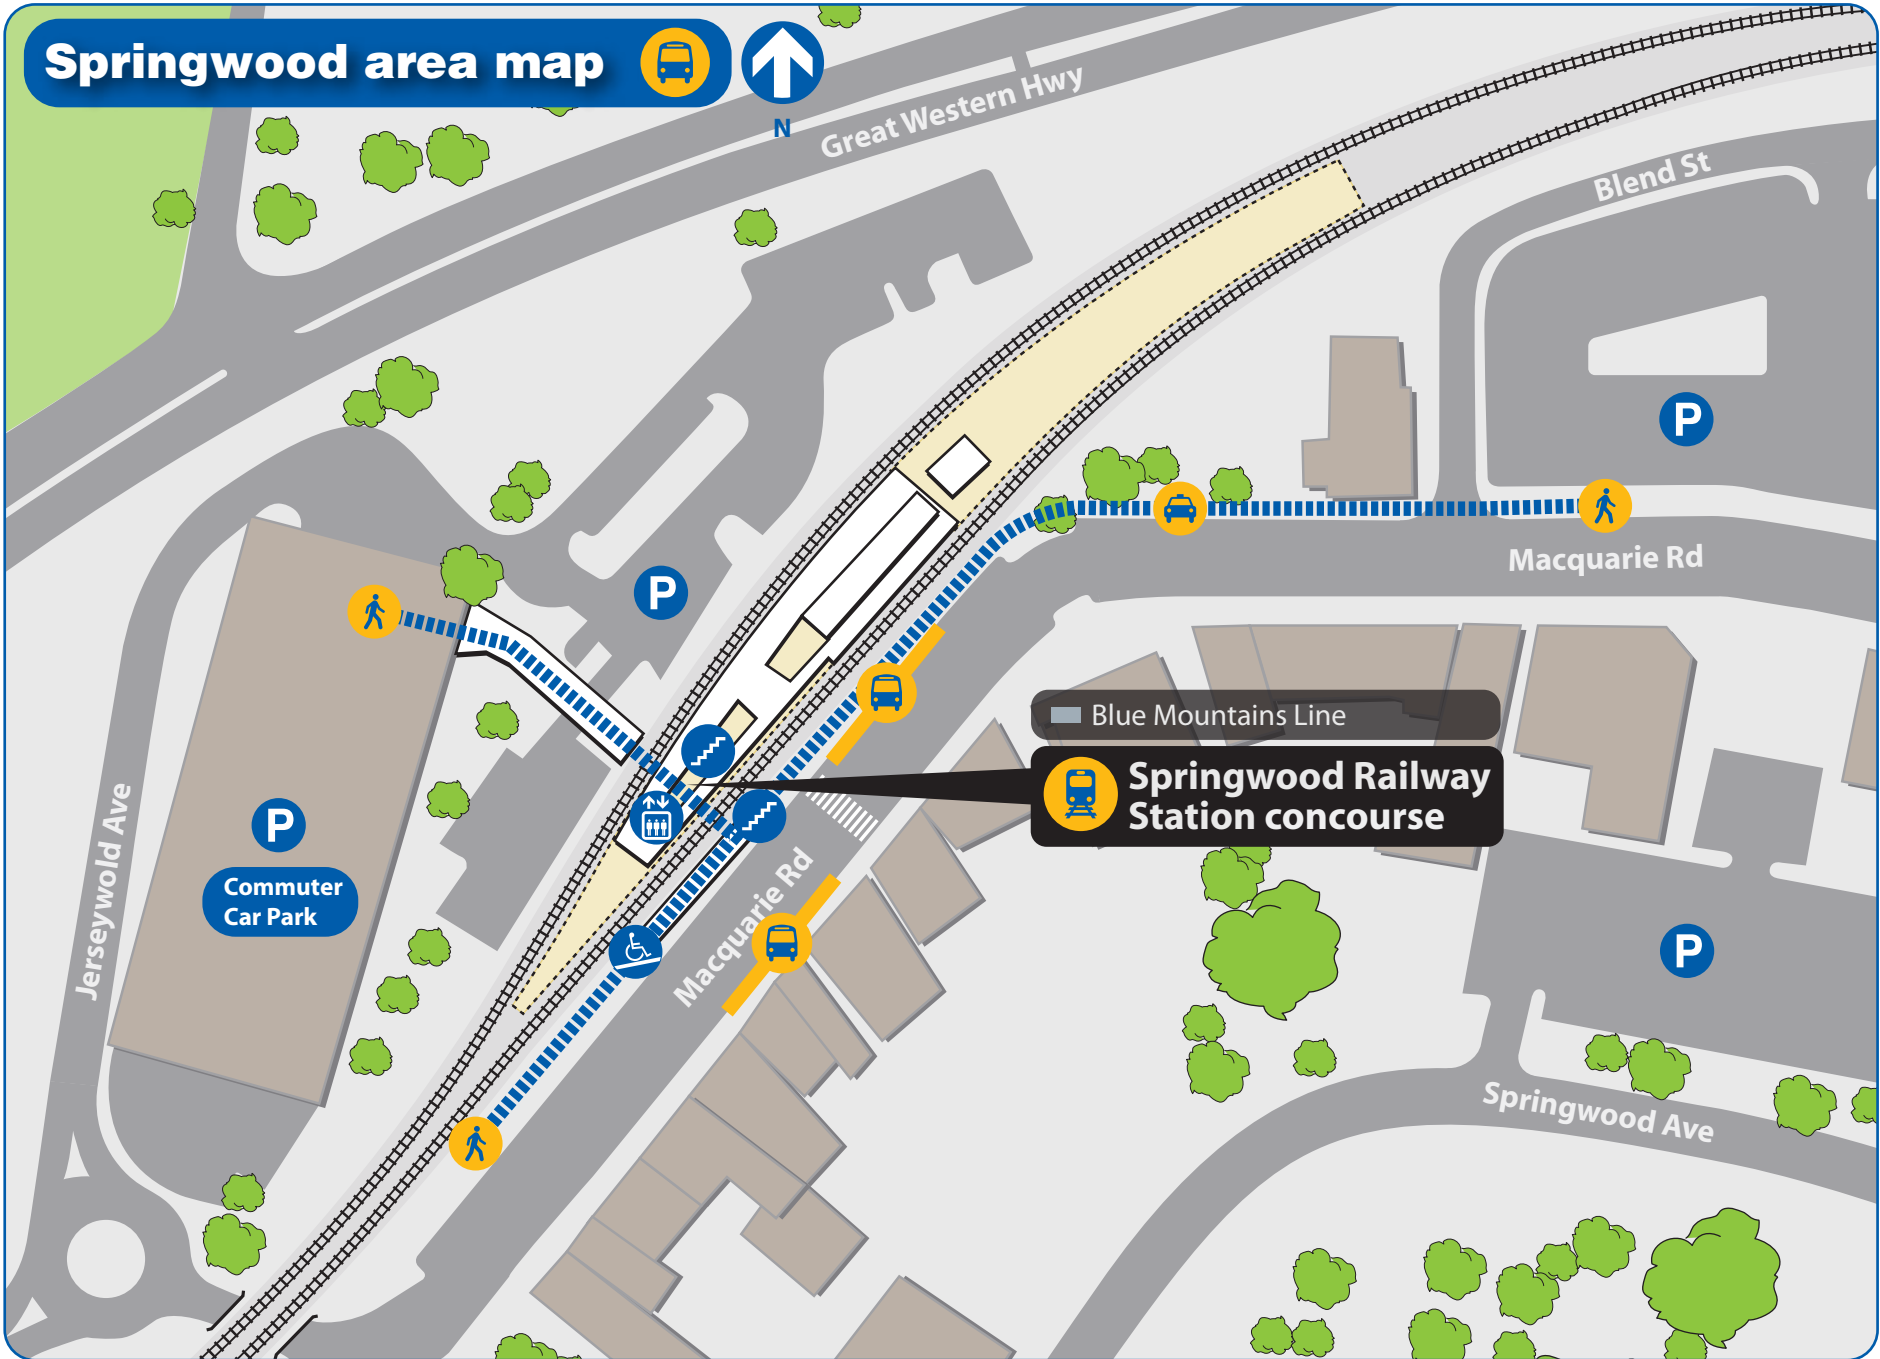 Springwood area map
N
Great Western Hwy
Blend St
P
Macquarie Rd
P
Blue Mountains Line
Springwood Railway
Station concourse
Jerseywold Ave
P
Commuter
Car Park
Macquarie Rd
P
Springwood Ave